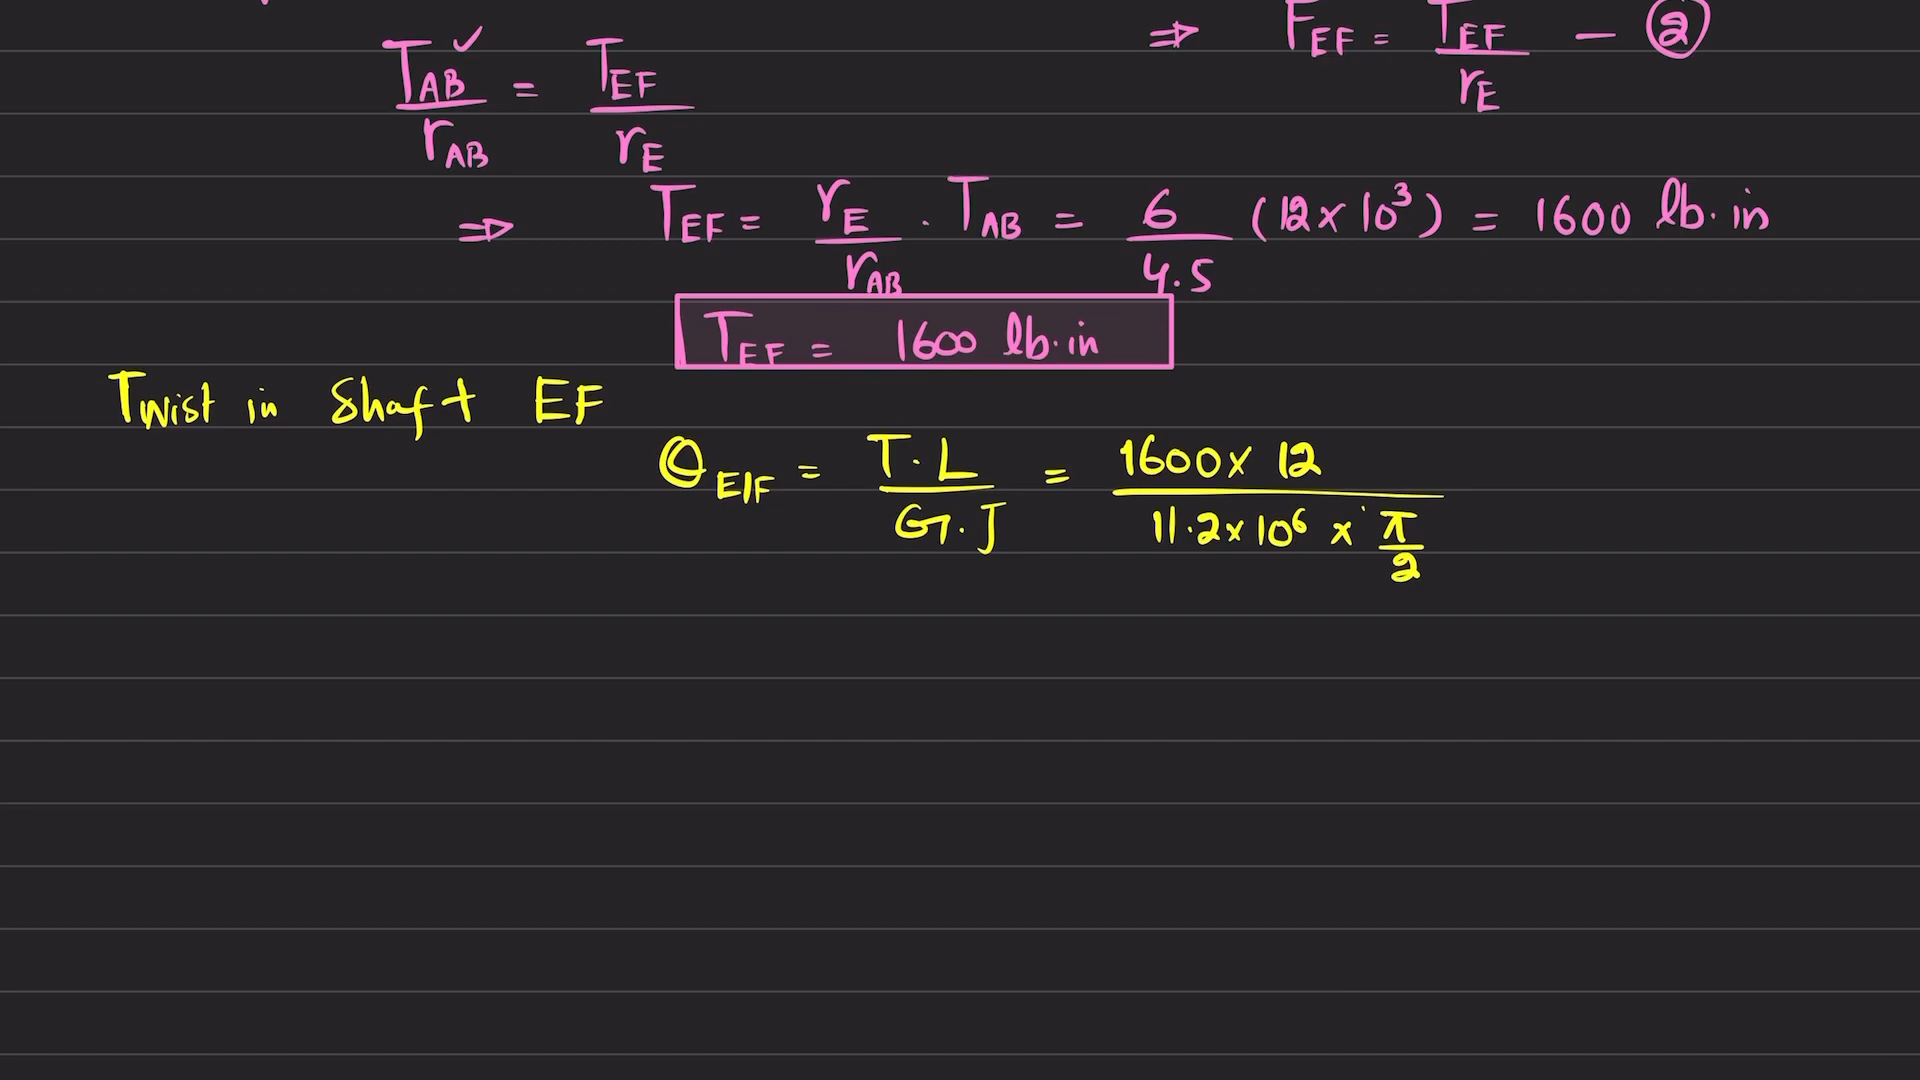 ⇒ F_EF = T_EF / r_E — ②
T_AB ✓ / r_AB = T_EF / r_E
⇒ T_EF = r_E / r_AB . T_AB = 6 / 4.5 (12 x 10³) = 1600 lb.in
T_EF = 1600 lb.in
Twist in Shaft EF
Θ_E/F = T.L / G.J = 1600 x 12 / 11.2 x 10⁶ x π/2